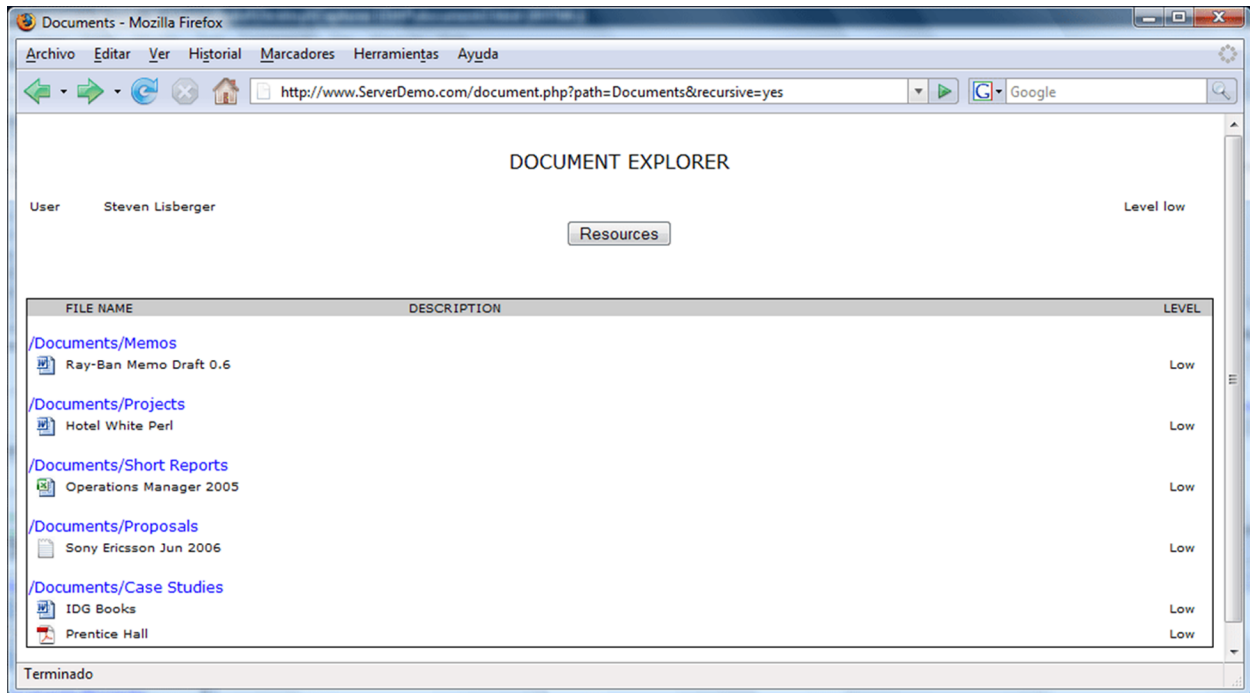 Documents - Mozilla Firefox
Archivo Editar Ver Historial Marcadores Herramientas Ayuda
http://www.ServerDemo.com/document.php?path=Documents&recursive=yes G Google
DOCUMENT EXPLORER
User Steven Lisberger Level low
Resources
FILE NAME DESCRIPTION LEVEL
/Documents/Memos
Ray-Ban Memo Draft 0.6 Low
/Documents/Projects
Hotel White Perl Low
/Documents/Short Reports
Operations Manager 2005 Low
/Documents/Proposals
Sony Ericsson Jun 2006 Low
/Documents/Case Studies
IDG Books Low
Prentice Hall Low
Terminado